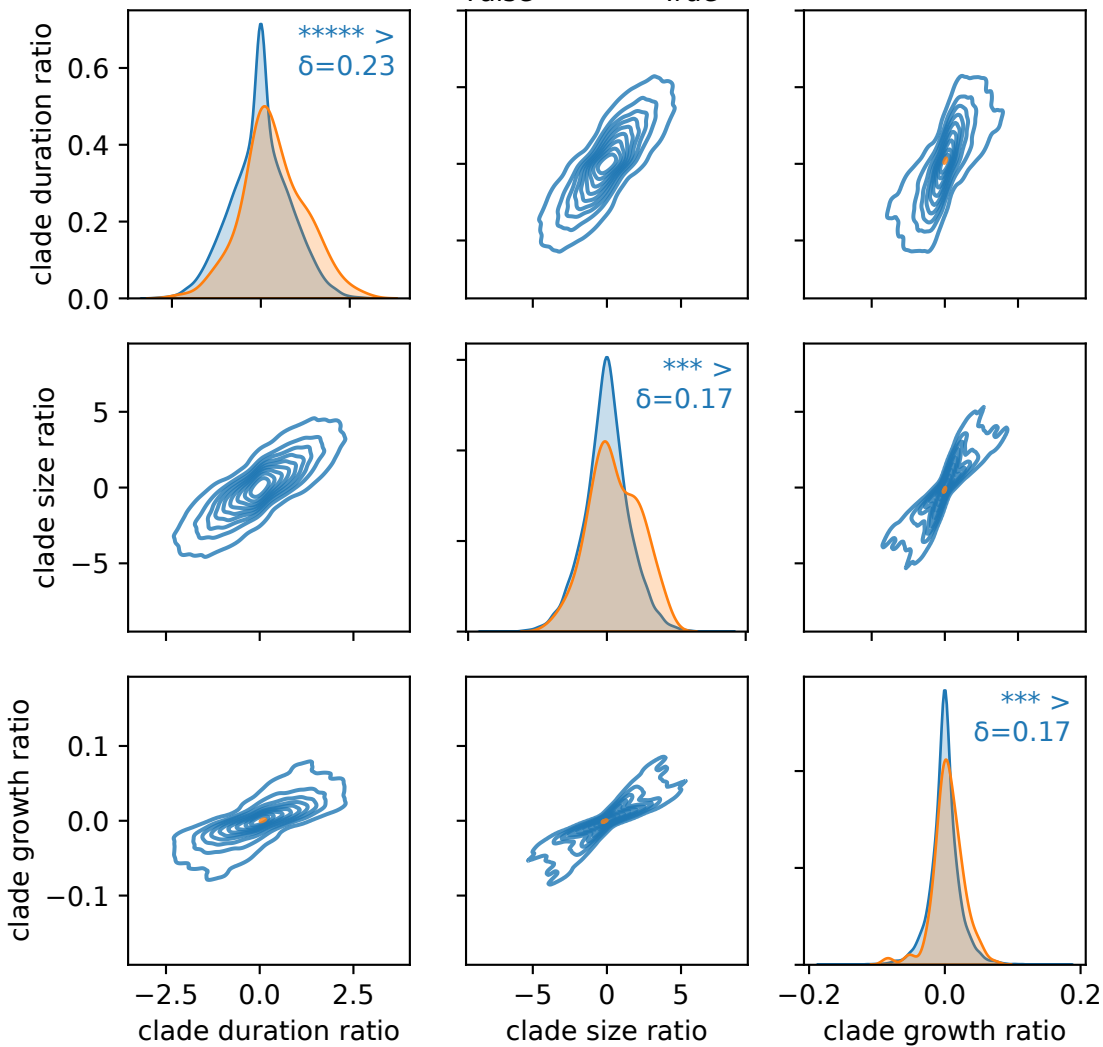 ***** >
δ=0.23
clade duration ratio
0.6
0.4
0.2
0.0
*** >
δ=0.17
clade size ratio
5
0
−5
*** >
δ=0.17
clade growth ratio
0.1
0.0
−0.1
−2.5 0.0 2.5
−5 0 5
−0.2 0.0 0.2
clade duration ratio
clade size ratio
clade growth ratio